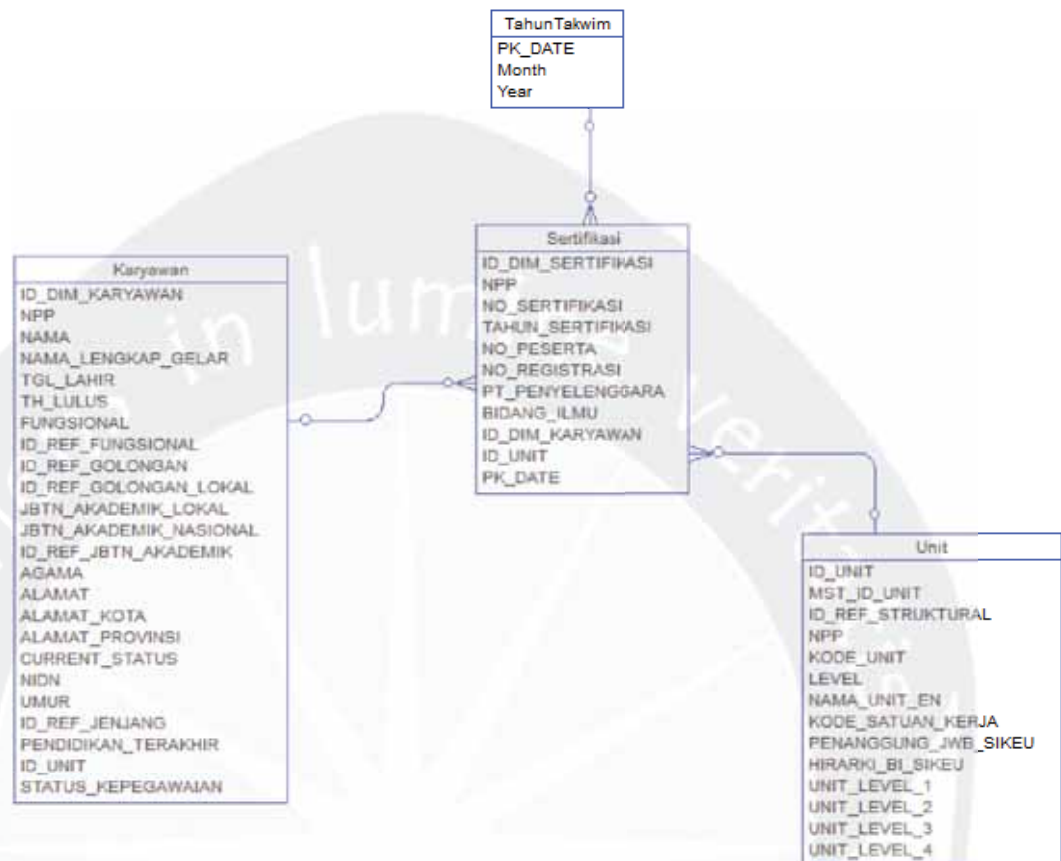 TahunTakwim
PK_DATE
Month
Year
Sertifikasi
ID_DIM_SERTIFIKASI
NPP
NO_SERTIFIKASI
TAHUN_SERTIFIKASI
NO_PESERTA
NO_REGISTRASI
PT_PENYELENGGARA
BIDANG_ILMU
ID_DIM_KARYAWAN
ID_UNIT
PK_DATE
Karyawan
ID_DIM_KARYAWAN
NPP
NAMA
NAMA_LENGKAP_GELAR
TGL_LAHIR
TH_LULUS
FUNGSIONAL
ID_REF_FUNGSIONAL
ID_REF_GOLONGAN
ID_REF_GOLONGAN_LOKAL
JBTN_AKADEMIK_LOKAL
JBTN_AKADEMIK_NASIONAL
ID_REF_JBTN_AKADEMIK
AGAMA
ALAMAT
ALAMAT_KOTA
ALAMAT_PROVINSI
CURRENT_STATUS
NIDN
UMUR
ID_REF_JENJANG
PENDIDIKAN_TERAKHIR
ID_UNIT
STATUS_KEPEGAWAIAN
Unit
ID_UNIT
MST_ID_UNIT
ID_REF_STRUKTURAL
NPP
KODE_UNIT
LEVEL
NAMA_UNIT_EN
KODE_SATUAN_KERJA
PENANGGUNG_JWB_SIKEU
HIRARKI_BI_SIKEU
UNIT_LEVEL_1
UNIT_LEVEL_2
UNIT_LEVEL_3
UNIT_LEVEL_4
in